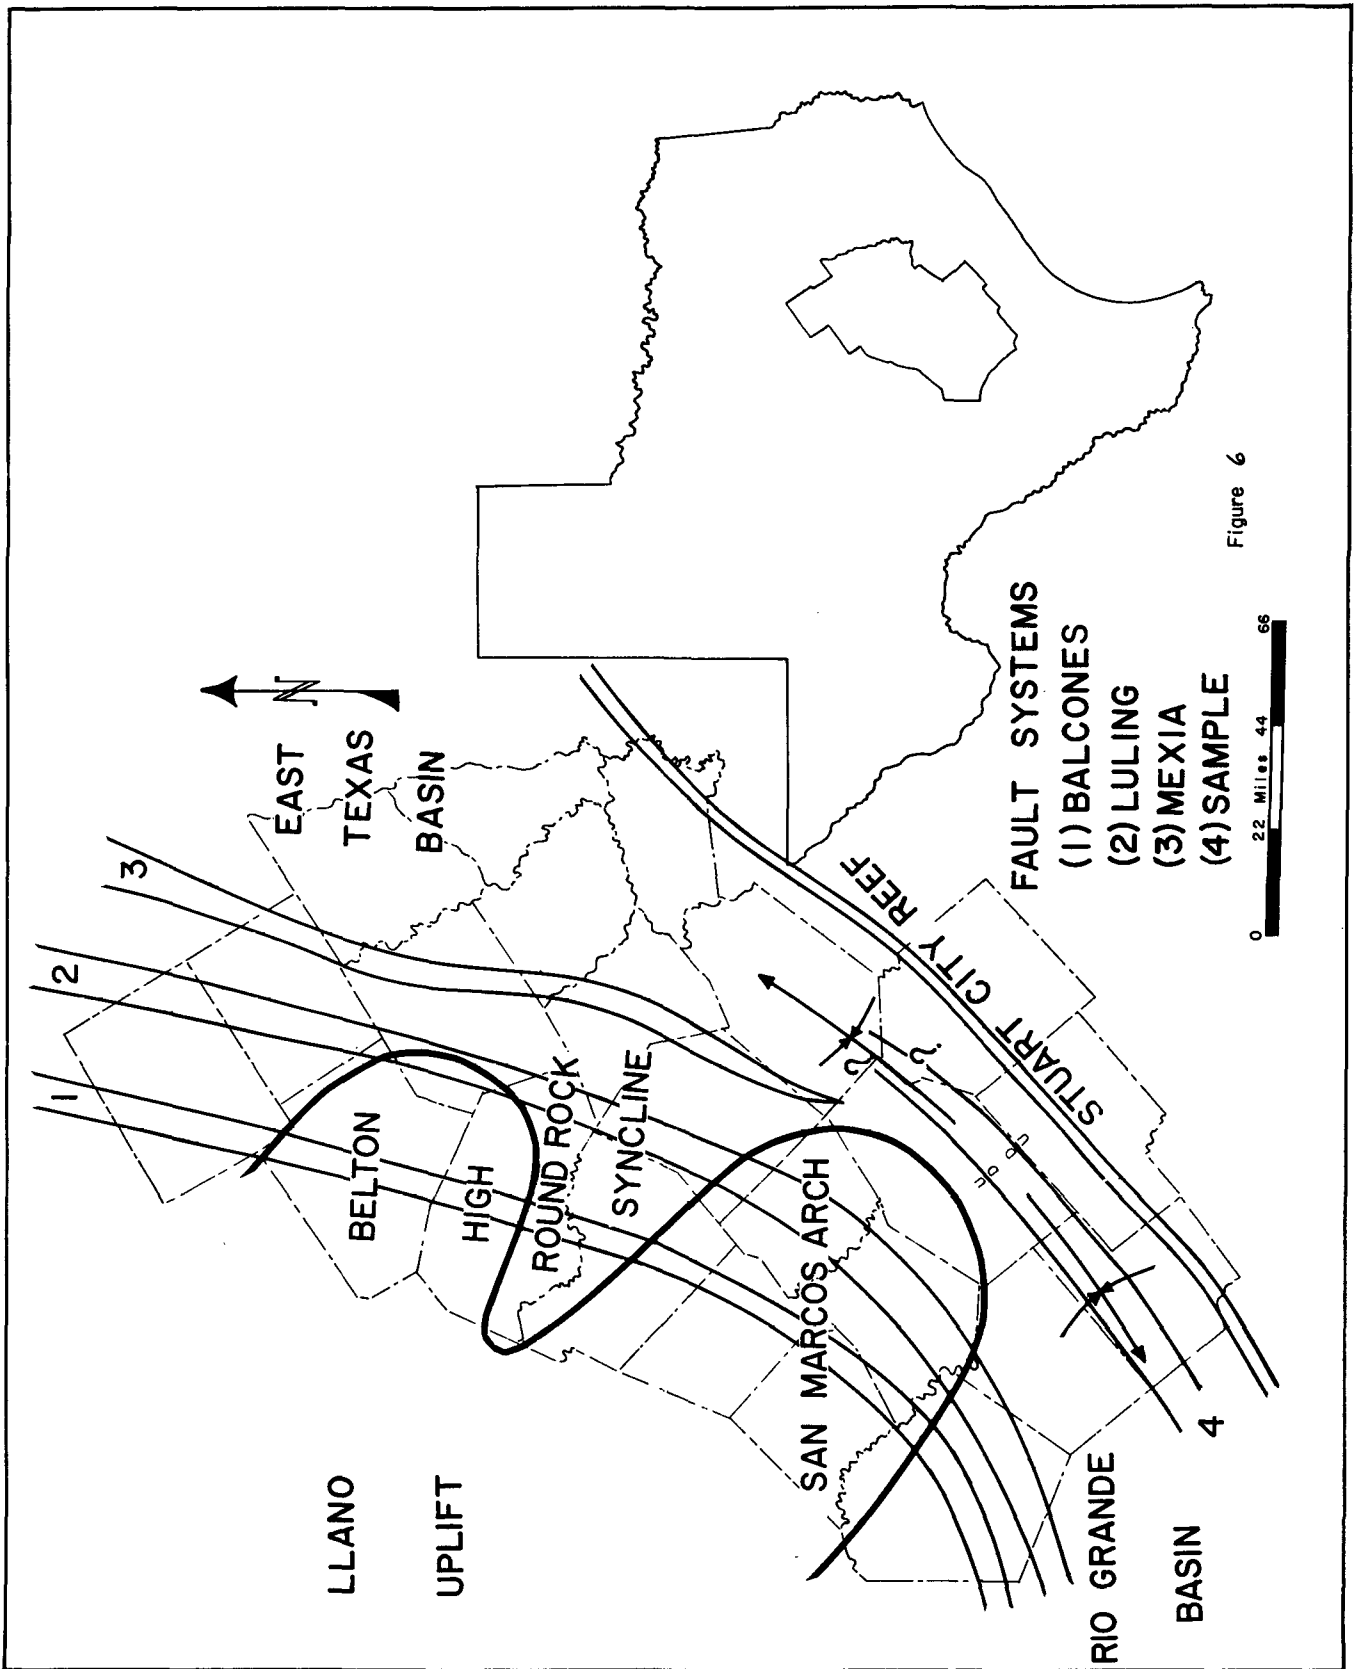 LLANO
UPLIFT
EAST
TEXAS
BASIN
1
2
3
BELTON
HIGH
ROUND ROCK
SYNCLINE
SAN MARCOS ARCH
?
?
U
D
U
D
STUART CITY REEF
4
RIO GRANDE
BASIN
N
FAULT SYSTEMS
(1) BALCONES
(2) LULING
(3) MEXIA
(4) SAMPLE
0 22 Miles 44 66
Figure 6